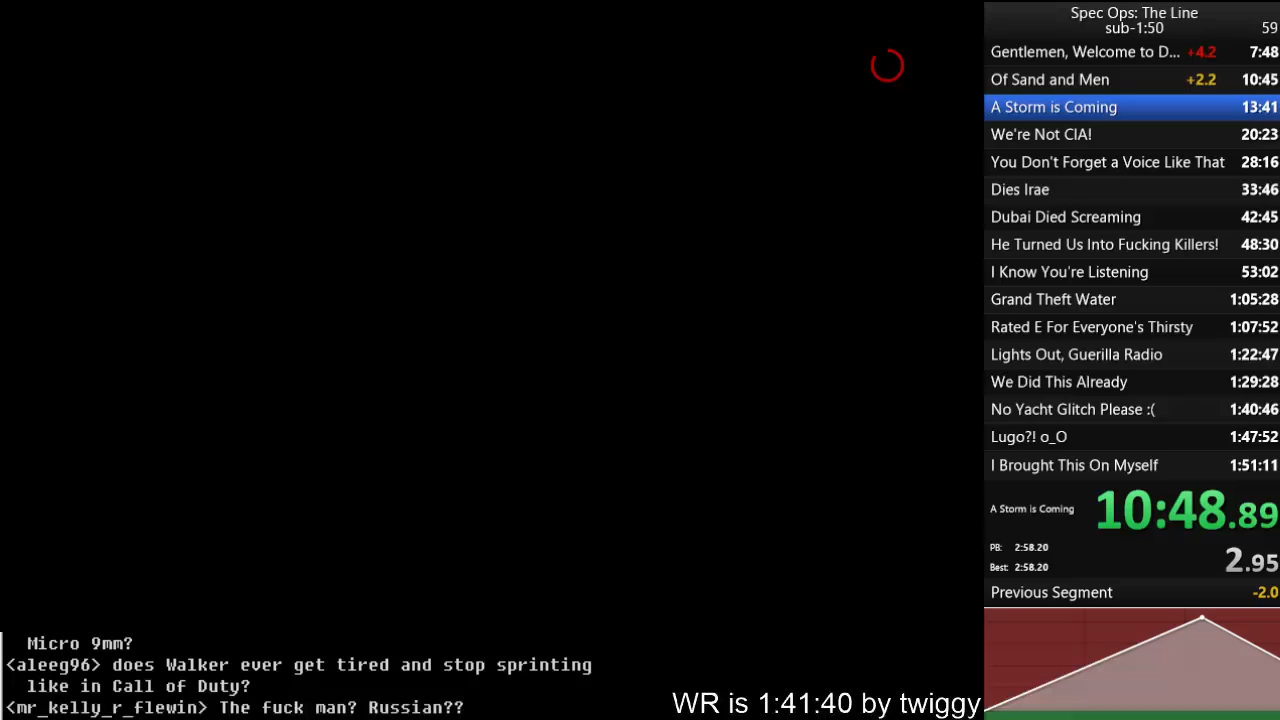 Spec Ops: The Line
sub-1:50 59
Gentlemen, Welcome to D... +4.2 7:48
Of Sand and Men +2.2 10:45
A Storm is Coming 13:41
We're Not CIA! 20:23
You Don't Forget a Voice Like That 28:16
Dies Irae 33:46
Dubai Died Screaming 42:45
He Turned Us Into Fucking Killers! 48:30
I Know You're Listening 53:02
Grand Theft Water 1:05:28
Rated E For Everyone's Thirsty 1:07:52
Lights Out, Guerilla Radio 1:22:47
We Did This Already 1:29:28
No Yacht Glitch Please :( 1:40:46
Lugo?! o_O 1:47:52
I Brought This On Myself 1:51:11
A Storm is Coming 10:48.89
PB: 2:58.20
Best: 2:58.20 2.95
Previous Segment -2.0
Micro 9mm?
<aleeg96> does Walker ever get tired and stop sprinting
like in Call of Duty?
<mr_kelly_r_flewin> The fuck man? Russian??
WR is 1:41:40 by twiggy